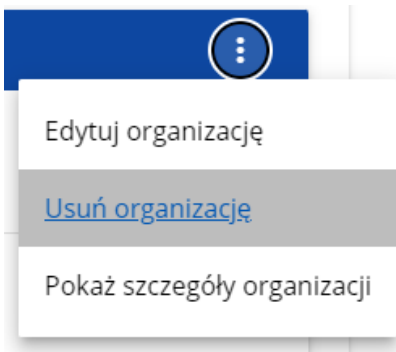 Edytuj organizację
Usuń organizację
Pokaż szczegóły organizacji